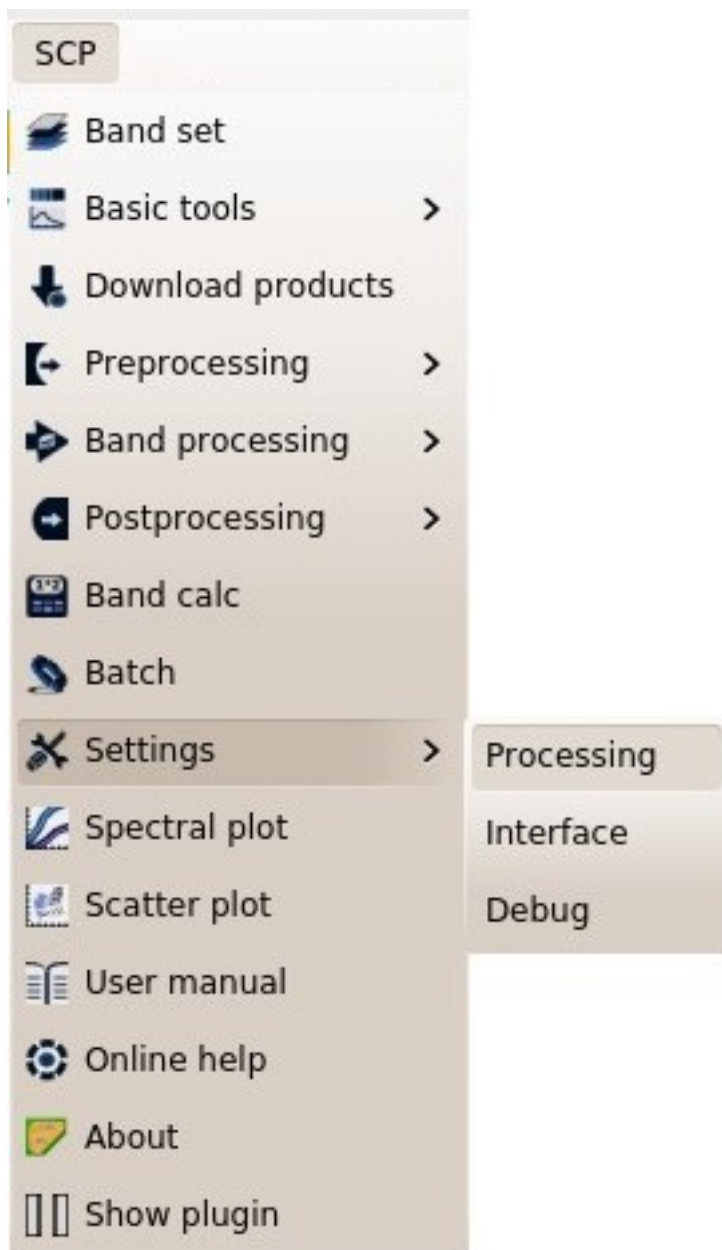 SCP
Band set
Basic tools
Download products
Preprocessing
Band processing
Postprocessing
Band calc
Batch
Settings
Processing
Interface
Debug
Spectral plot
Scatter plot
User manual
Online help
About
Show plugin